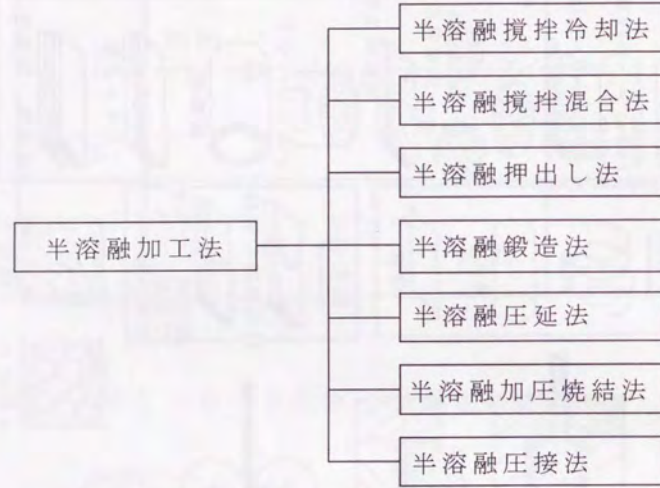 半溶融撹拌冷却法
半溶融撹拌混合法
半溶融押出し法
半溶融加工法
半溶融鍛造法
半溶融圧延法
半溶融加圧焼結法
半溶融圧接法